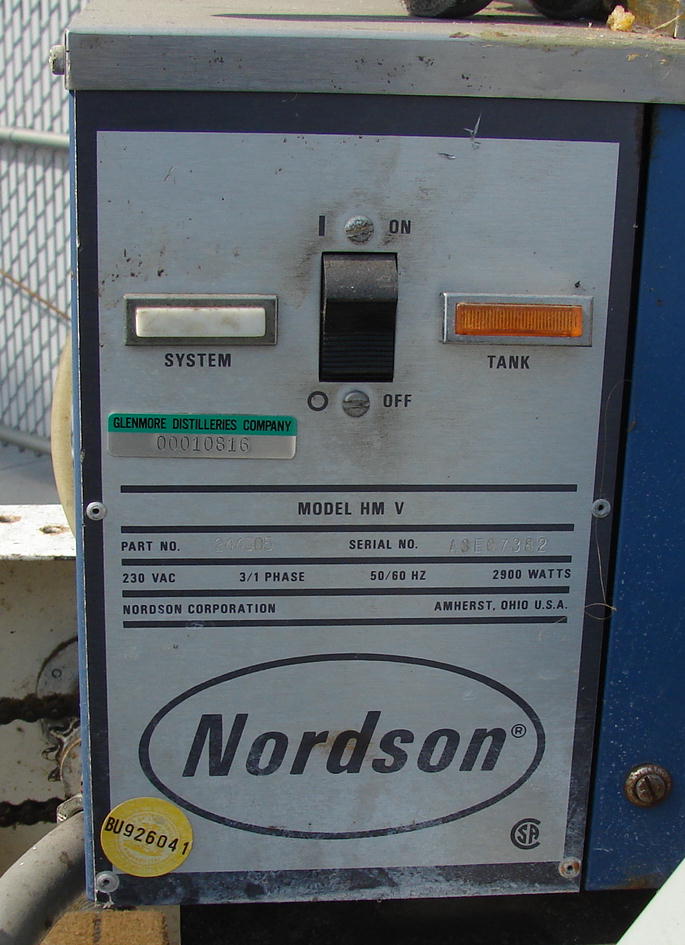 I ON
SYSTEM
TANK
O OFF
GLENMORE DISTILLERIES COMPANY
00010816
MODEL HM V
PART NO. SERIAL NO.
230 VAC 3/1 PHASE 50/60 HZ 2900 WATTS
NORDSON CORPORATION AMHERST, OHIO U.S.A.
Nordson®
BU926041
SA